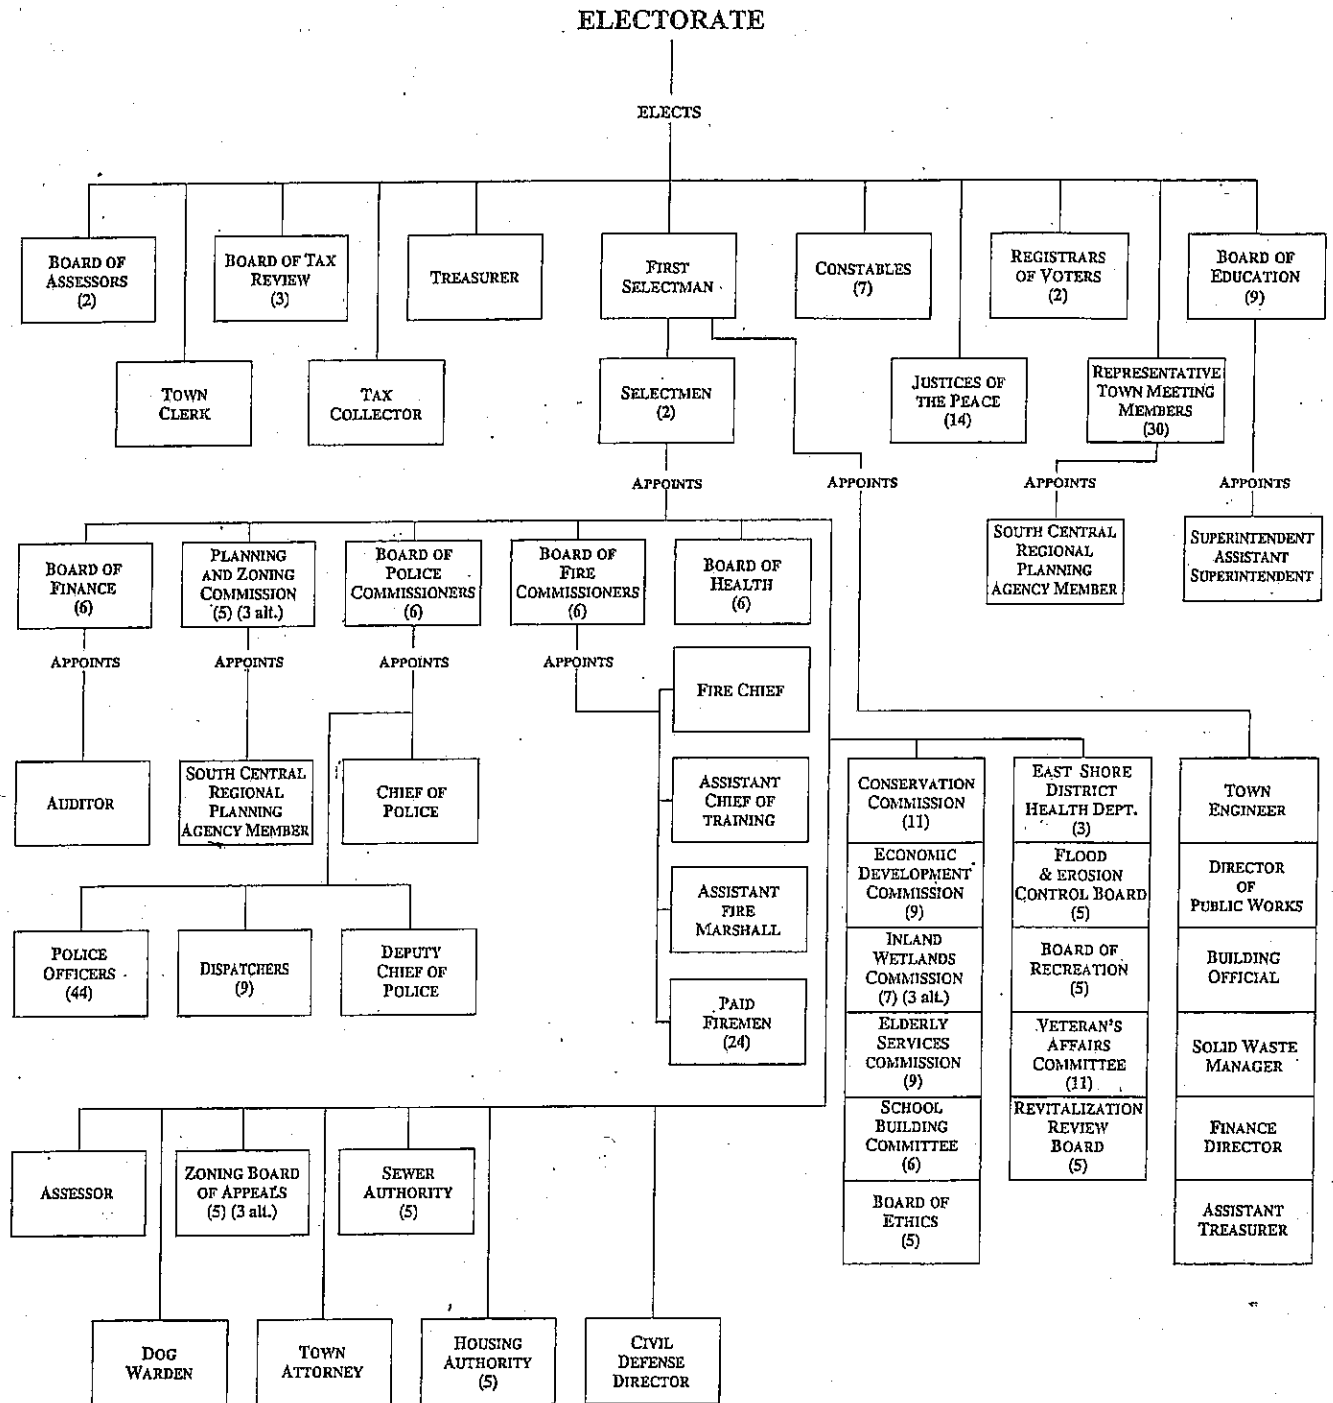 ELECTORATE
ELECTS
BOARD OF
ASSESSORS
(2)
BOARD OF TAX
REVIEW
(3)
TREASURER
FIRST
SELECTMAN
CONSTABLES
(7)
REGISTRARS
OF VOTERS
(2)
BOARD OF
EDUCATION
(9)
TOWN
CLERK
TAX
COLLECTOR
SELECTMEN
(2)
JUSTICES OF
THE PEACE
(14)
REPRESENTATIVE
TOWN MEETING
MEMBERS
(30)
APPOINTS
APPOINTS
APPOINTS
APPOINTS
SOUTH CENTRAL
REGIONAL
PLANNING
AGENCY MEMBER
SUPERINTENDENT
ASSISTANT
SUPERINTENDENT
BOARD OF
FINANCE
(6)
PLANNING
AND ZONING
COMMISSION
(5) (3 alt.)
BOARD OF
POLICE
COMMISSIONERS
(6)
BOARD OF
FIRE
COMMISSIONERS
(6)
BOARD OF
HEALTH
(6)
APPOINTS
APPOINTS
APPOINTS
APPOINTS
AUDITOR
SOUTH CENTRAL
REGIONAL
PLANNING
AGENCY MEMBER
CHIEF OF
POLICE
POLICE
OFFICERS
(44)
DISPATCHERS
(9)
DEPUTY
CHIEF OF
POLICE
FIRE CHIEF
ASSISTANT
CHIEF OF
TRAINING
ASSISTANT
FIRE
MARSHALL
PAID
FIREMEN
(24)
CONSERVATION
COMMISSION
(11)
ECONOMIC
DEVELOPMENT
COMMISSION
(9)
INLAND
WETLANDS
COMMISSION
(7) (3 alt.)
ELDERLY
SERVICES
COMMISSION
(9)
SCHOOL
BUILDING
COMMITTEE
(6)
BOARD OF
ETHICS
(5)
EAST SHORE
DISTRICT
HEALTH DEPT.
(3)
FLOOD
& EROSION
CONTROL BOARD
(5)
BOARD OF
RECREATION
(5)
VETERAN'S
AFFAIRS
COMMITTEE
(11)
REVITALIZATION
REVIEW
BOARD
(5)
TOWN
ENGINEER
DIRECTOR
OF
PUBLIC WORKS
BUILDING
OFFICIAL
SOLID WASTE
MANAGER
FINANCE
DIRECTOR
ASSISTANT
TREASURER
ASSESSOR
ZONING BOARD
OF APPEALS
(5) (3 alt.)
SEWER
AUTHORITY
(5)
DOG
WARDEN
TOWN
ATTORNEY
HOUSING
AUTHORITY
(5)
CIVIL
DEFENSE
DIRECTOR